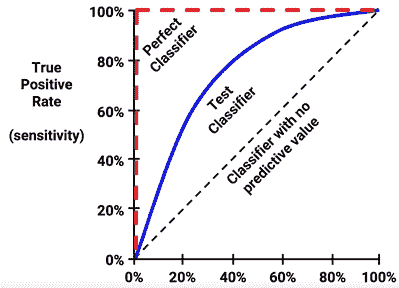 100%
80%
60%
40%
20%
0%
True
Positive
Rate
(sensitivity)
Perfect
Classifier
Test
Classifier
Classifier with no
predictive value
0%
20%
40%
60%
80%
100%